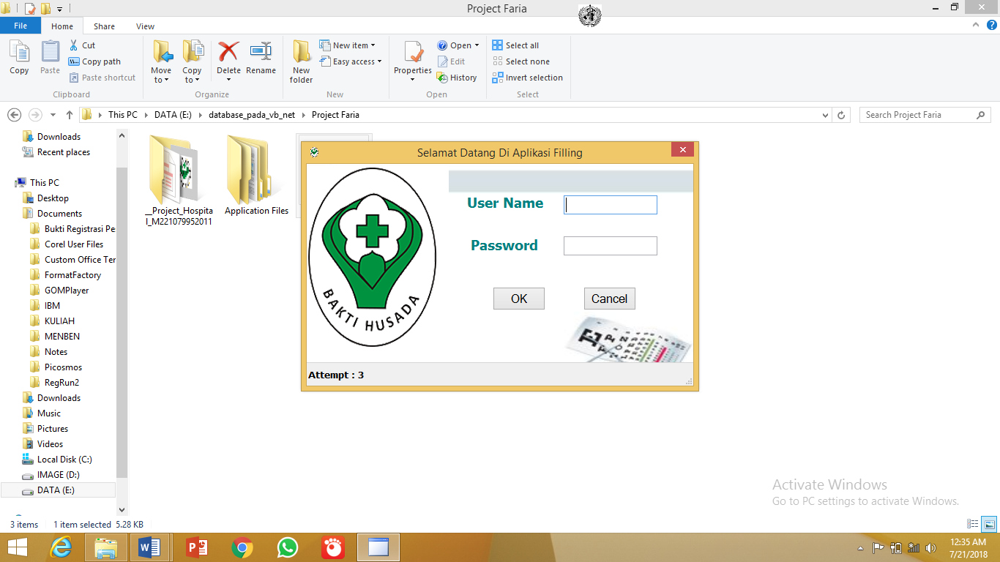 Project Faria
File
Home
Share
View
Copy
Paste
Cut
Copy path
Paste shortcut
Clipboard
Move to
Copy to
Delete
Rename
Organize
New folder
New item
Easy access
New
Properties
Open
Edit
History
Open
Select all
Select none
Invert selection
Select
This PC
DATA (E:)
database_pada_vb_net
Project Faria
Search Project Faria
Downloads
Recent places
This PC
Desktop
Documents
Bukti Registrasi Pe
Corel User Files
Custom Office Ter
FormatFactory
GOMPlayer
IBM
KULIAH
MENBEN
Notes
Picosmos
RegRun2
Downloads
Music
Pictures
Videos
Local Disk (C:)
IMAGE (D:)
DATA (E:)
__Project_Hospita
l_M221079952011
Application Files
Selamat Datang Di Aplikasi Filling
BAKTI HUSADA
User Name
Password
OK
Cancel
Attempt : 3
Activate Windows
Go to PC settings to activate Windows.
3 items
1 item selected 5.28 KB
12:35 AM
7/21/2018